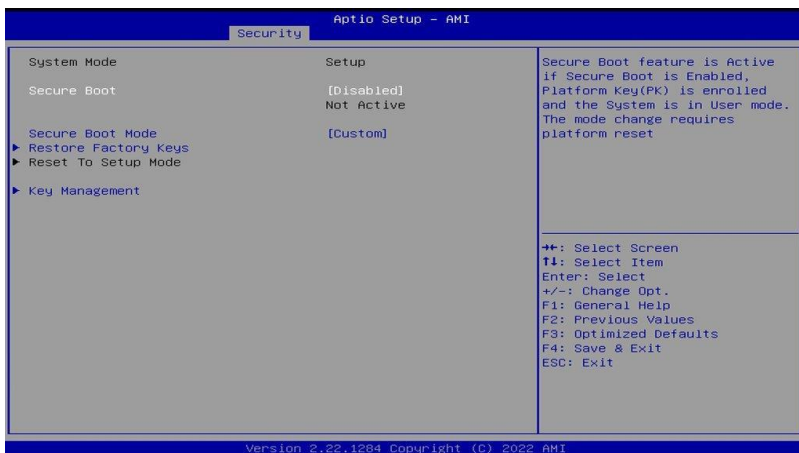 Aptio Setup - AMI
Security
System Mode Setup
Secure Boot [Disabled]
Not Active
Secure Boot Mode [Custom]
▶ Restore Factory Keys
▶ Reset To Setup Mode
▶ Key Management
Secure Boot feature is Active
if Secure Boot is Enabled,
Platform Key(PK) is enrolled
and the System is in User mode.
The mode change requires
platform reset
→←: Select Screen
↑↓: Select Item
Enter: Select
+/-: Change Opt.
F1: General Help
F2: Previous Values
F3: Optimized Defaults
F4: Save & Exit
ESC: Exit
Version 2.22.1284 Copyright (C) 2022 AMI